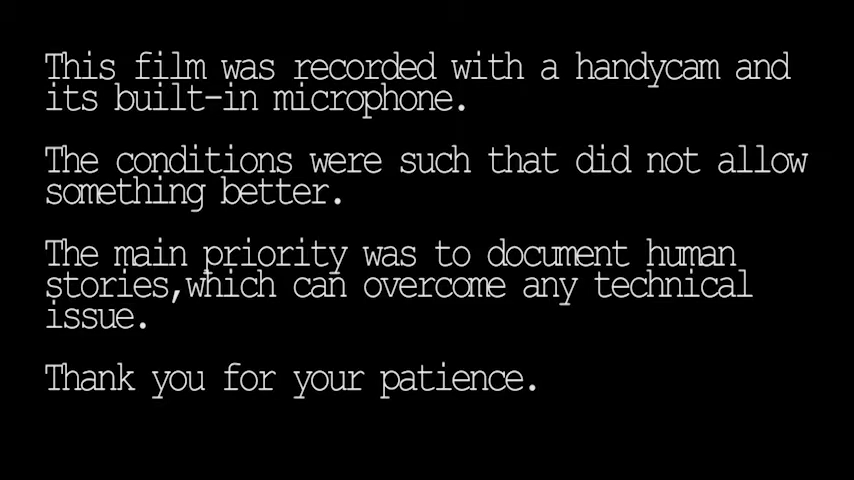 This film was recorded with a handycam and
its built-in microphone.
The conditions were such that did not allow
something better.
The main priority was to document human
stories,which can overcome any technical
issue.
Thank you for your patience.